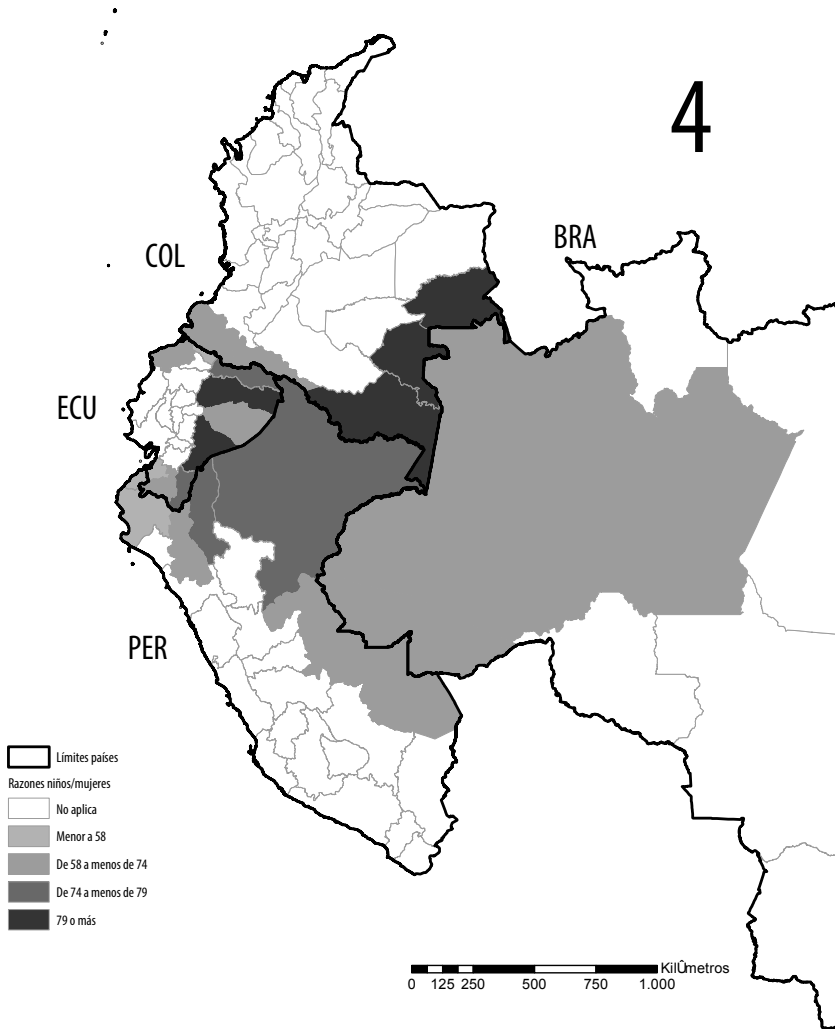 4
BRA
COL
ECU
PER
Límites países
Razones niños/mujeres
No aplica
Menor a 58
De 58 a menos de 74
De 74 a menos de 79
79 o más
KilÛmetros
0 125 250 500 750 1.000